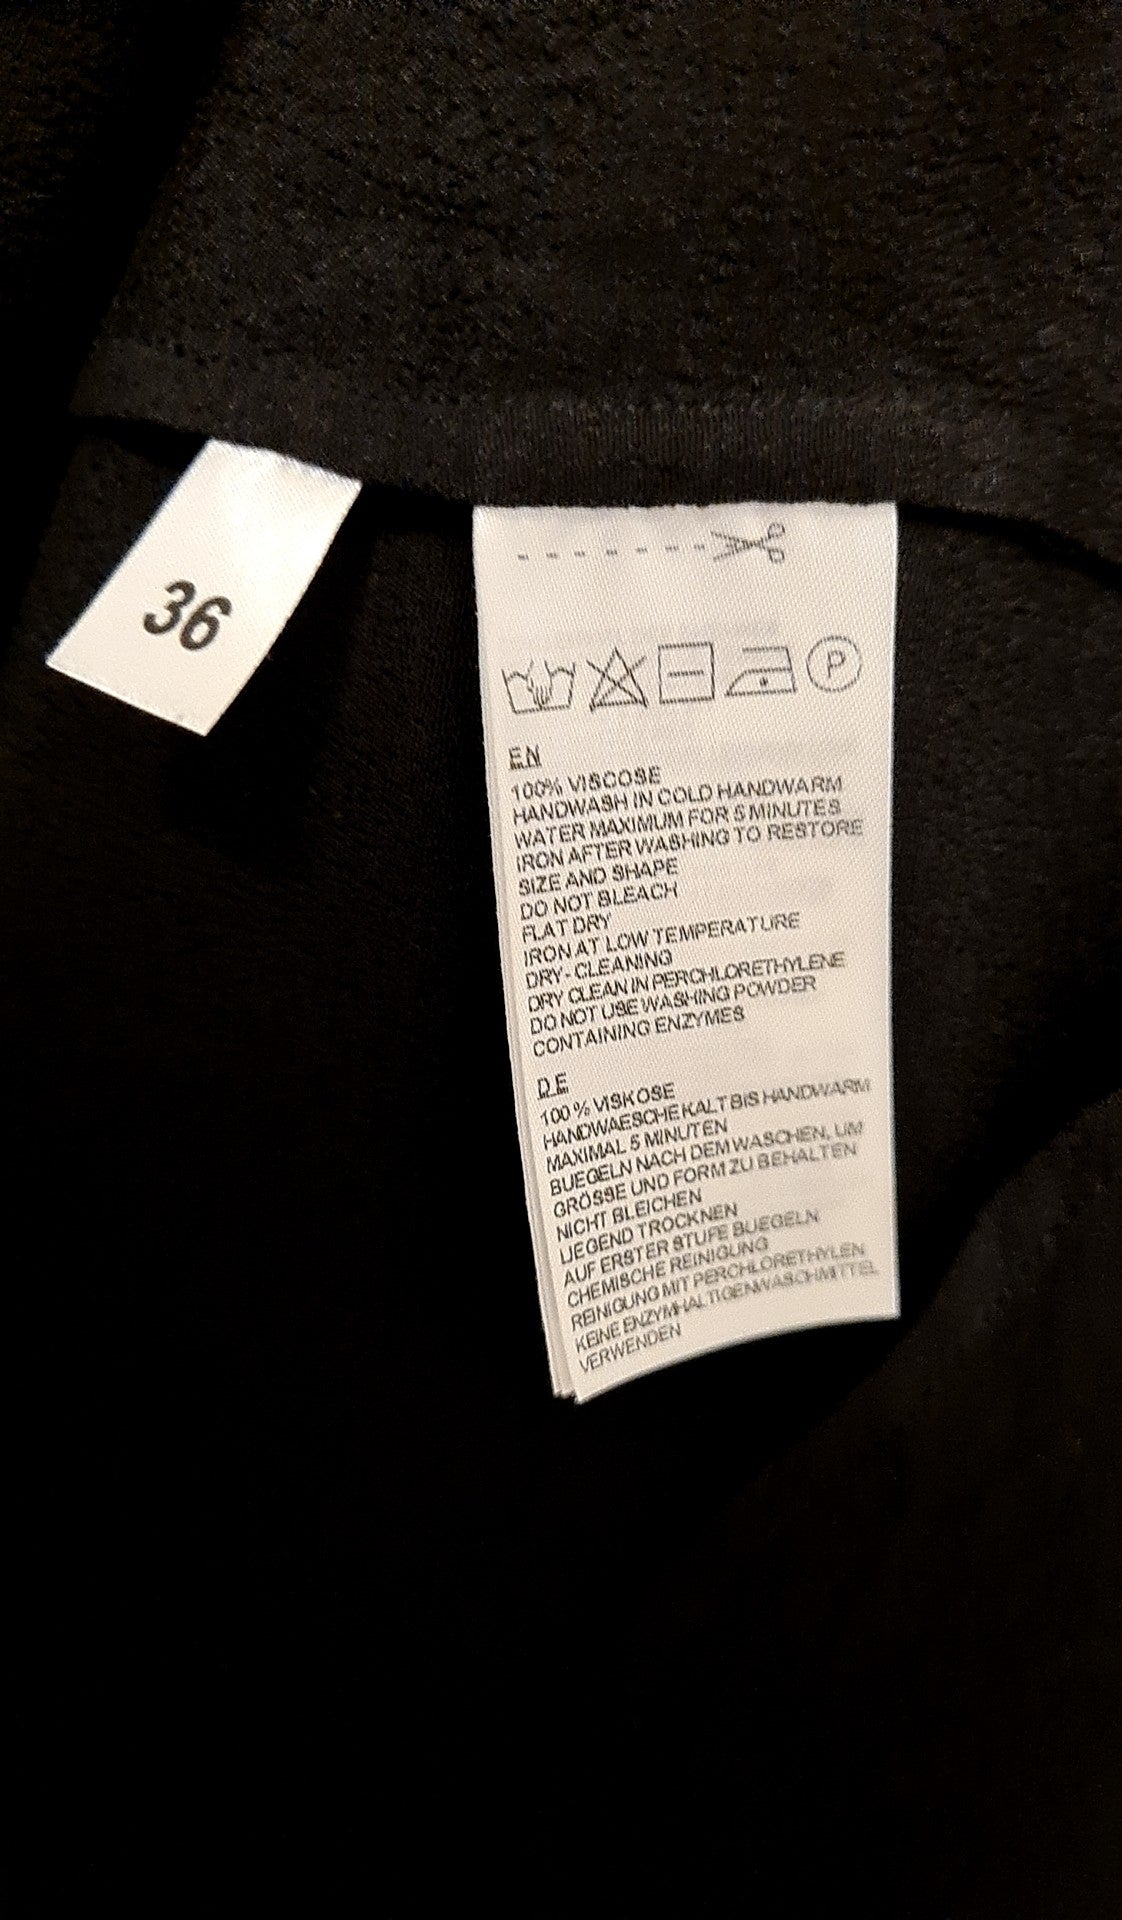 36
P
EN
100% VISCOSE
HANDWASH IN COLD HANDWARM
WATER MAXIMUM FOR 5 MINUTES
IRON AFTER WASHING TO RESTORE
SIZE AND SHAPE
DO NOT BLEACH
FLAT DRY
IRON AT LOW TEMPERATURE
DRY-CLEANING
DRY CLEAN IN PERCHLORETHYLENE
DO NOT USE WASHING POWDER
CONTAINING ENZYMES
DE
100% VISKOSE
HANDWAESCHE KALT BIS HANDWARM
MAXIMAL 5 MINUTEN
BUEGELN NACH DEM WASCHEN, UM
GRÖSSE UND FORM ZU BEHALTEN
NICHT BLEICHEN
LIEGEND TROCKNEN
AUF ERSTER STUFE BUEGELN
CHEMISCHE REINIGUNG
REINIGUNG MIT PERCHLORETHYLEN
KEINE ENZYMHALTIGEN WASCHMITTEL
VERWENDEN